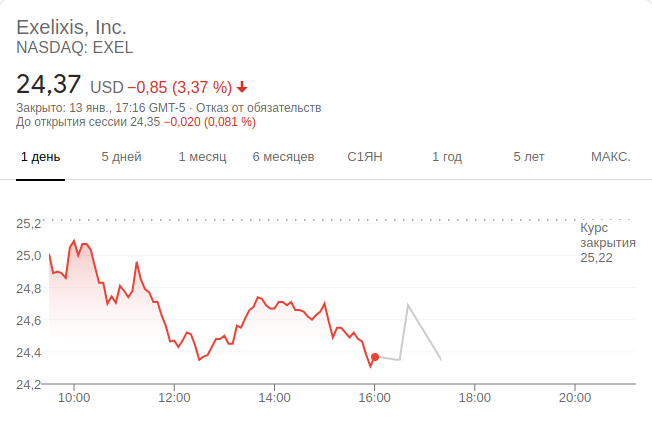 Exelixis, Inc.
NASDAQ: EXEL
24,37 USD −0,85 (3,37 %)
Закрыто: 13 янв., 17:16 GMT-5 · Отказ от обязательств
До открытия сессии 24,35 −0,020 (0,081 %)
1 день 5 дней 1 месяц 6 месяцев С1ЯН 1 год 5 лет МАКС.
25,2
Курс
закрытия
25,22
25,0
24,8
24,6
24,4
24,2
10:00 12:00 14:00 16:00 18:00 20:00